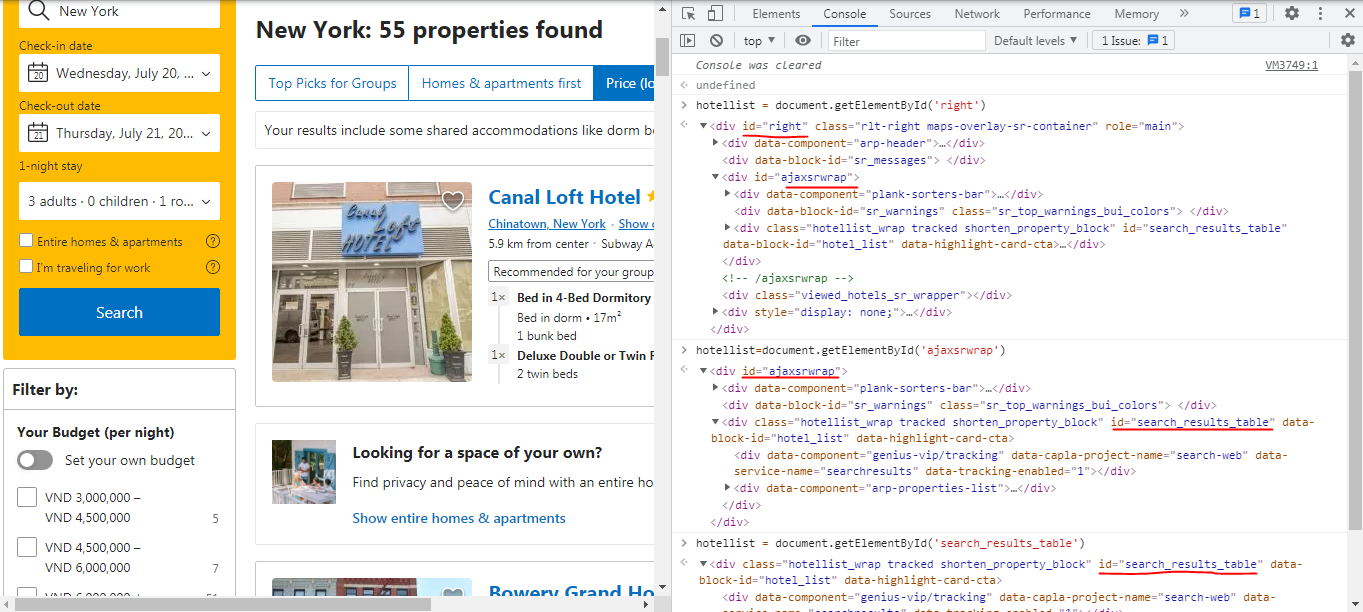 New York
Check-in date
Wednesday, July 20, ...
20
Check-out date
Thursday, July 21, 20...
21
1-night stay
3 adults · 0 children · 1 ro...
Entire homes & apartments
I'm traveling for work
Search
Filter by:
Your Budget (per night)
Set your own budget
VND 3,000,000 –
VND 4,500,000 5
VND 4,500,000 –
VND 6,000,000 7
New York: 55 properties found
Top Picks for Groups
Homes & apartments first
Price (lo
Your results include some shared accommodations like dorm be
Canal Loft HOTEL
Canal Loft Hotel
Chinatown, New York · Show o
5.9 km from center · Subway A
Recommended for your group
1× Bed in 4-Bed Dormitory
Bed in dorm • 17m²
1 bunk bed
1× Deluxe Double or Twin R
2 twin beds
Looking for a space of your own?
Find privacy and peace of mind with an entire ho
Show entire homes & apartments
Bowery Grand Ho
Elements Console Sources Network Performance Memory » 1
top ▼ Filter Default levels ▼ 1 Issue: 1
Console was cleared VM3749:1
undefined
hotellist = document.getElementById('right')
<div id="right" class="rlt-right maps-overlay-sr-container" role="main">
<div data-component="arp-header">…</div>
<div data-block-id="sr_messages"> </div>
<div id="ajaxsrwrap">
<div data-component="plank-sorters-bar">…</div>
<div data-block-id="sr_warnings" class="sr_top_warnings_bui_colors"> </div>
<div class="hotellist_wrap tracked shorten_property_block" id="search_results_table"
data-block-id="hotel_list" data-highlight-card-cta>…</div>
</div>
<!-- /ajaxsrwrap -->
<div class="viewed_hotels_sr_wrapper"></div>
<div style="display: none;">…</div>
</div>
hotellist=document.getElementById('ajaxsrwrap')
<div id="ajaxsrwrap">
<div data-component="plank-sorters-bar">…</div>
<div data-block-id="sr_warnings" class="sr_top_warnings_bui_colors"> </div>
<div class="hotellist_wrap tracked shorten_property_block" id="search_results_table" data-
block-id="hotel_list" data-highlight-card-cta>
<div data-component="genius-vip/tracking" data-capla-project-name="search-web" data-
service-name="searchresults" data-tracking-enabled="1"></div>
<div data-component="arp-properties-list">…</div>
</div>
</div>
hotellist = document.getElementById('search_results_table')
<div class="hotellist_wrap tracked shorten_property_block" id="search_results_table" data-
block-id="hotel_list" data-highlight-card-cta>
<div data-component="genius-vip/tracking" data-capla-project-name="search-web" data-